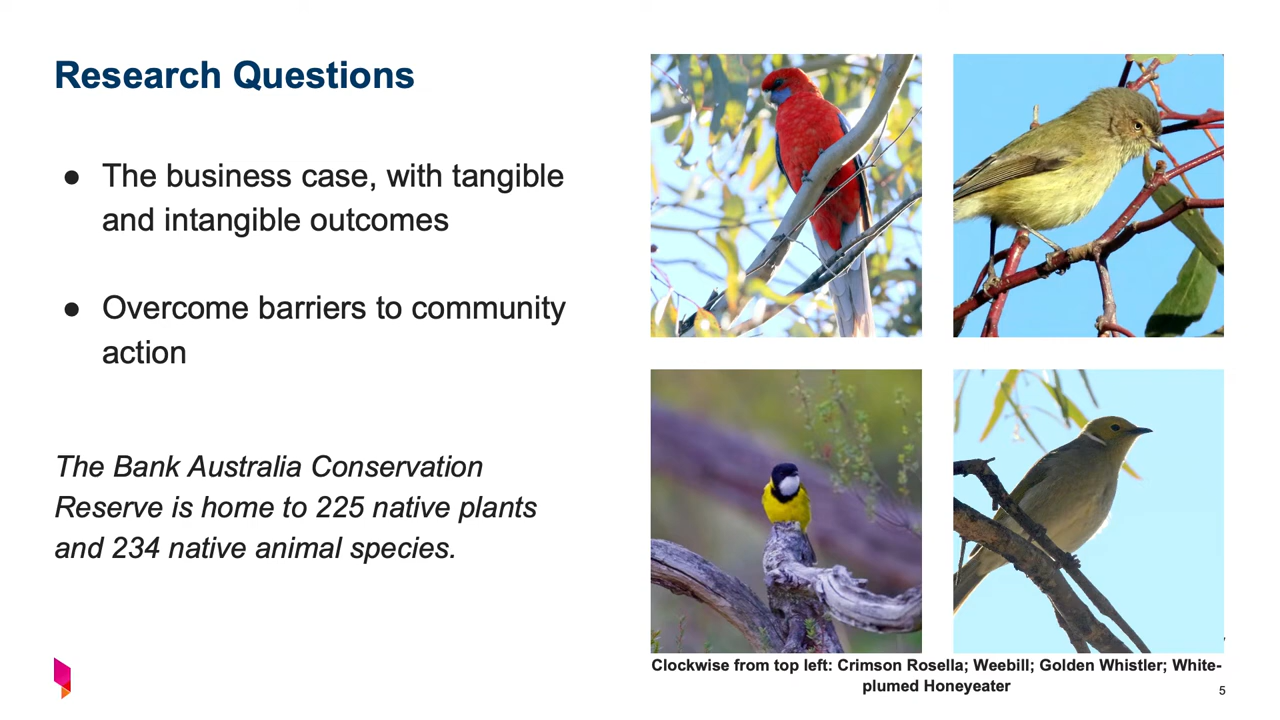 Research Questions
● The business case, with tangible
and intangible outcomes
● Overcome barriers to community
action
The Bank Australia Conservation
Reserve is home to 225 native plants
and 234 native animal species.
Clockwise from top left: Crimson Rosella; Weebill; Golden Whistler; White-
plumed Honeyeater
5